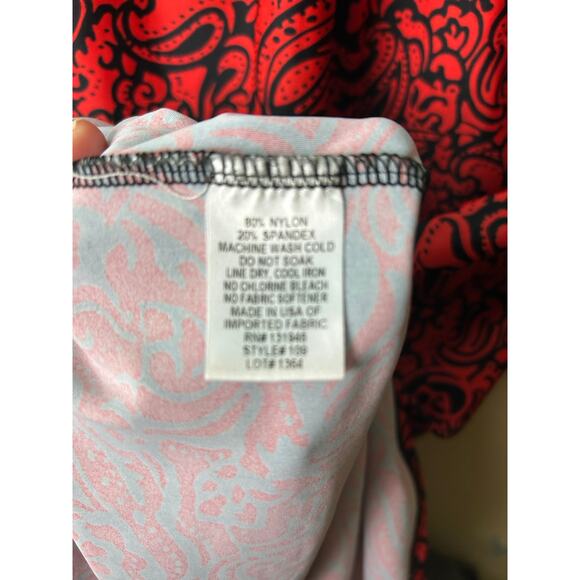 80% NYLON
20% SPANDEX
MACHINE WASH COLD
DO NOT SOAK
LINE DRY, COOL IRON
NO CHLORINE BLEACH
NO FABRIC SOFTENER
MADE IN USA OF
IMPORTED FABRIC
RN# 131946
STYLE# 109
LOT# 1364